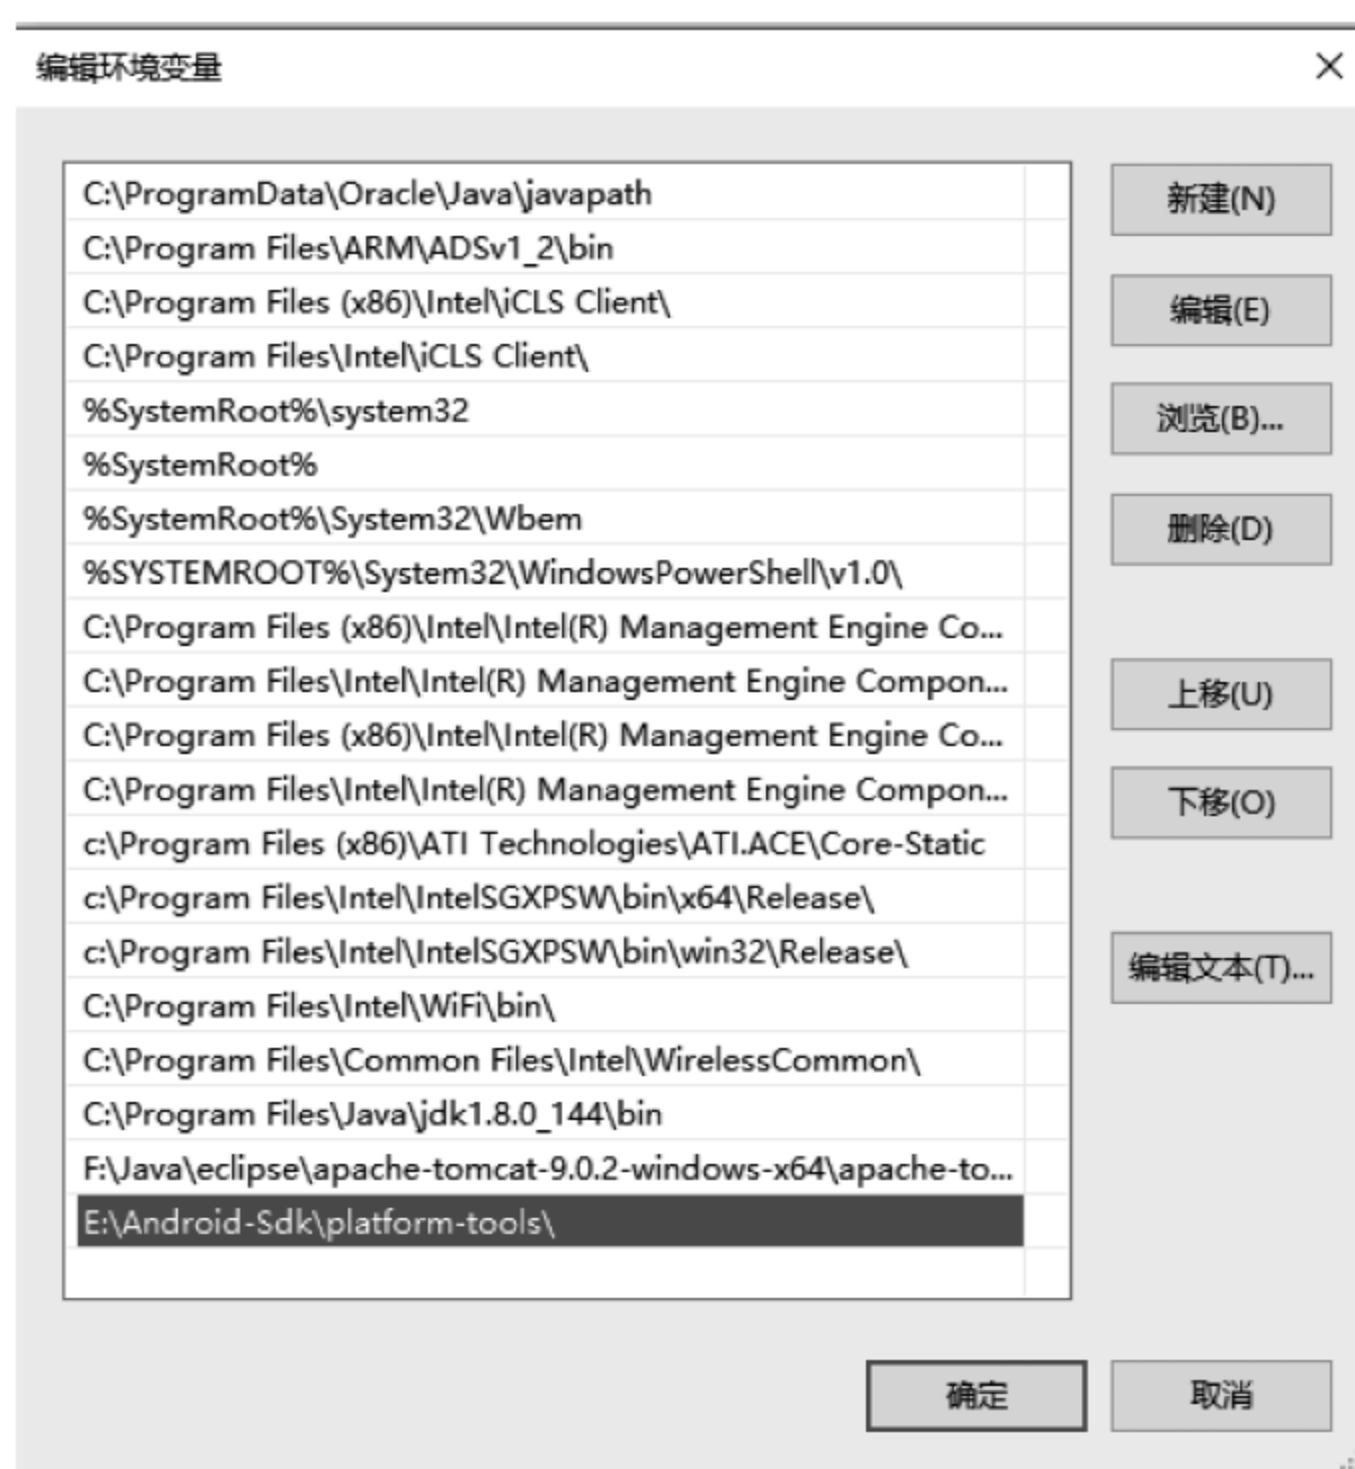 编辑环境变量
C:\ProgramData\Oracle\Java\javapath
C:\Program Files\ARM\ADSv1_2\bin
C:\Program Files (x86)\Intel\iCLS Client\
C:\Program Files\Intel\iCLS Client\
%SystemRoot%\system32
%SystemRoot%
%SystemRoot%\System32\Wbem
%SYSTEMROOT%\System32\WindowsPowerShell\v1.0\
C:\Program Files (x86)\Intel\Intel(R) Management Engine Co...
C:\Program Files\Intel\Intel(R) Management Engine Compon...
C:\Program Files (x86)\Intel\Intel(R) Management Engine Co...
C:\Program Files\Intel\Intel(R) Management Engine Compon...
c:\Program Files (x86)\ATI Technologies\ATI.ACE\Core-Static
c:\Program Files\Intel\IntelSGXPSW\bin\x64\Release\
c:\Program Files\Intel\IntelSGXPSW\bin\win32\Release\
C:\Program Files\Intel\WiFi\bin\
C:\Program Files\Common Files\Intel\WirelessCommon\
C:\Program Files\Java\jdk1.8.0_144\bin
F:\Java\eclipse\apache-tomcat-9.0.2-windows-x64\apache-to...
E:\Android-Sdk\platform-tools\
新建(N)
编辑(E)
浏览(B)...
删除(D)
上移(U)
下移(O)
编辑文本(T)...
确定
取消